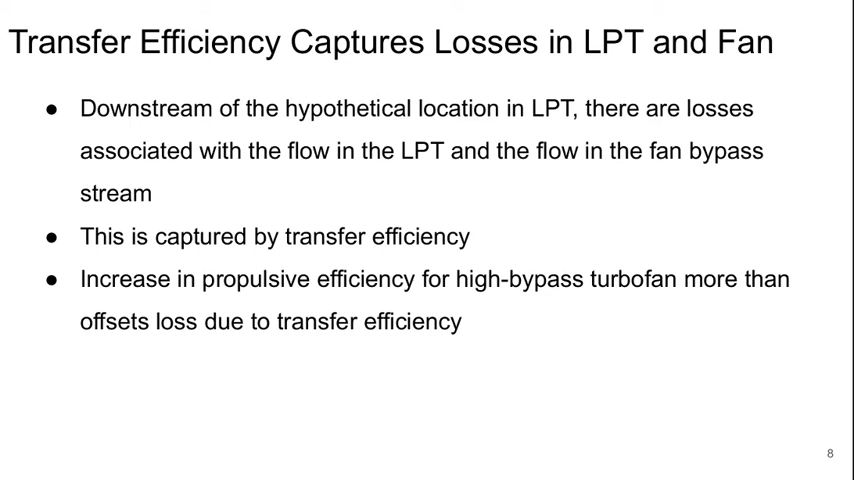 Transfer Efficiency Captures Losses in LPT and Fan
● Downstream of the hypothetical location in LPT, there are losses
associated with the flow in the LPT and the flow in the fan bypass
stream
● This is captured by transfer efficiency
● Increase in propulsive efficiency for high-bypass turbofan more than
offsets loss due to transfer efficiency
8